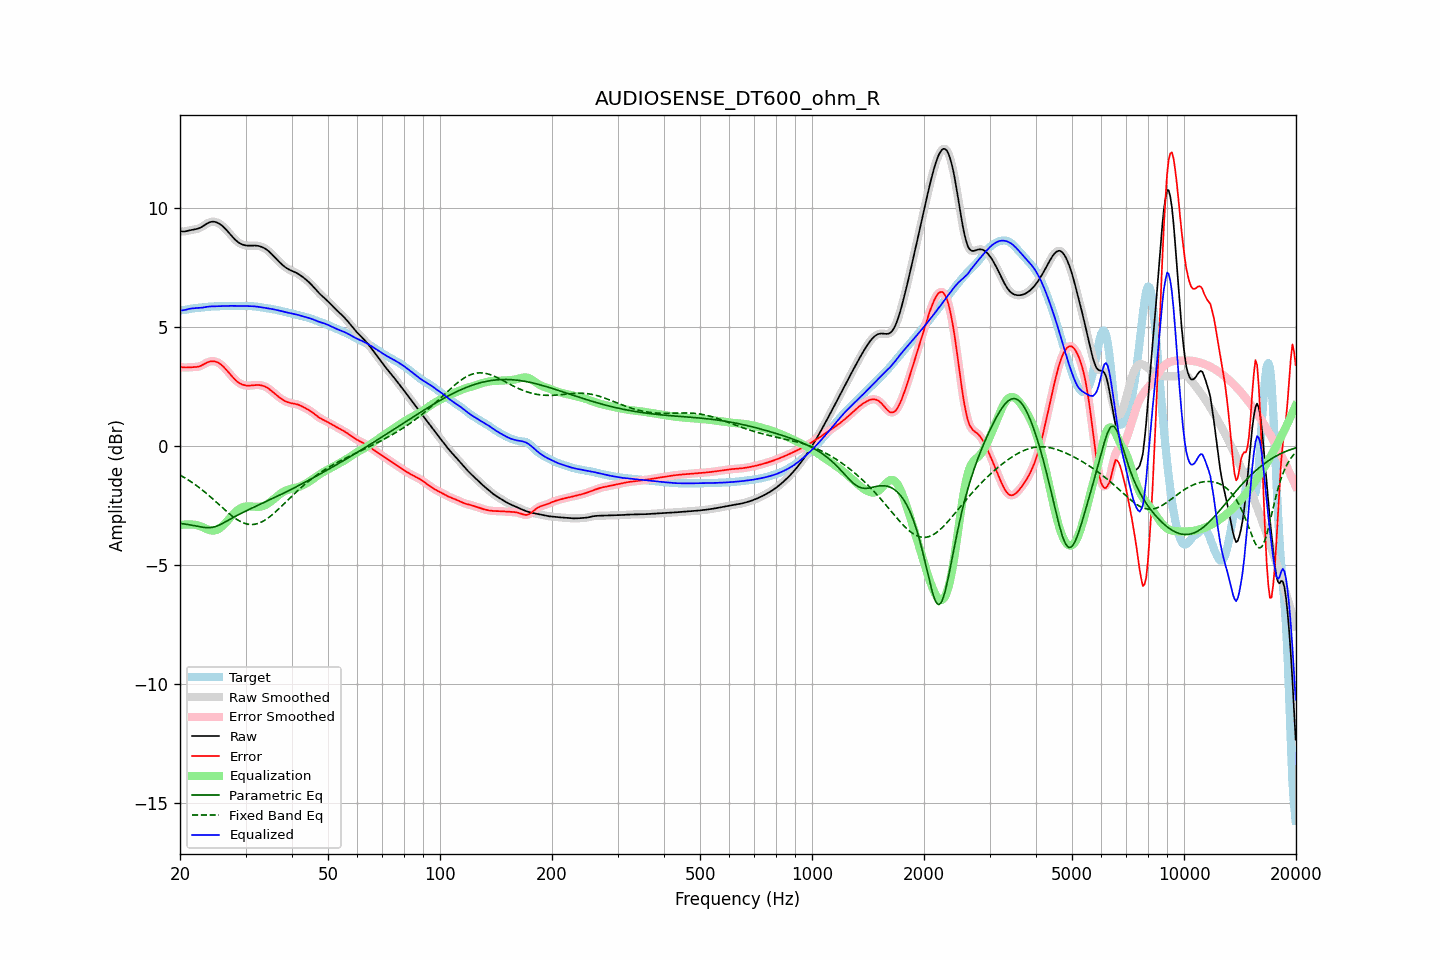 AUDIOSENSE_DT600_ohm_R
Amplitude (dBr)
10
5
0
−5
−10
−15
Target
Raw Smoothed
Error Smoothed
Raw
Error
Equalization
Parametric Eq
Fixed Band Eq
Equalized
20 50 100 200 500 1000 2000 5000 10000 20000
Frequency (Hz)